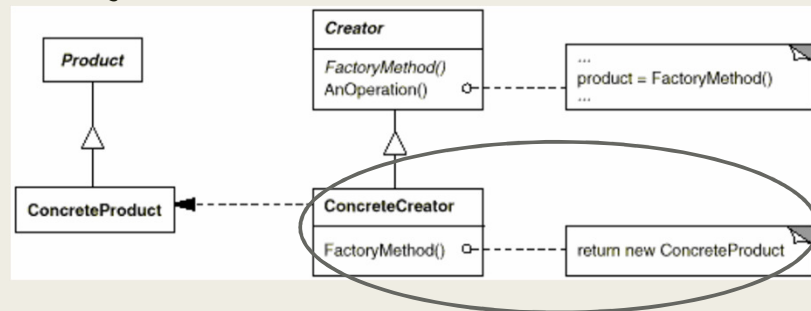 Product
ConcreteProduct
Creator
FactoryMethod()
AnOperation()
...
product = FactoryMethod()
...
ConcreteCreator
FactoryMethod()
return new ConcreteProduct